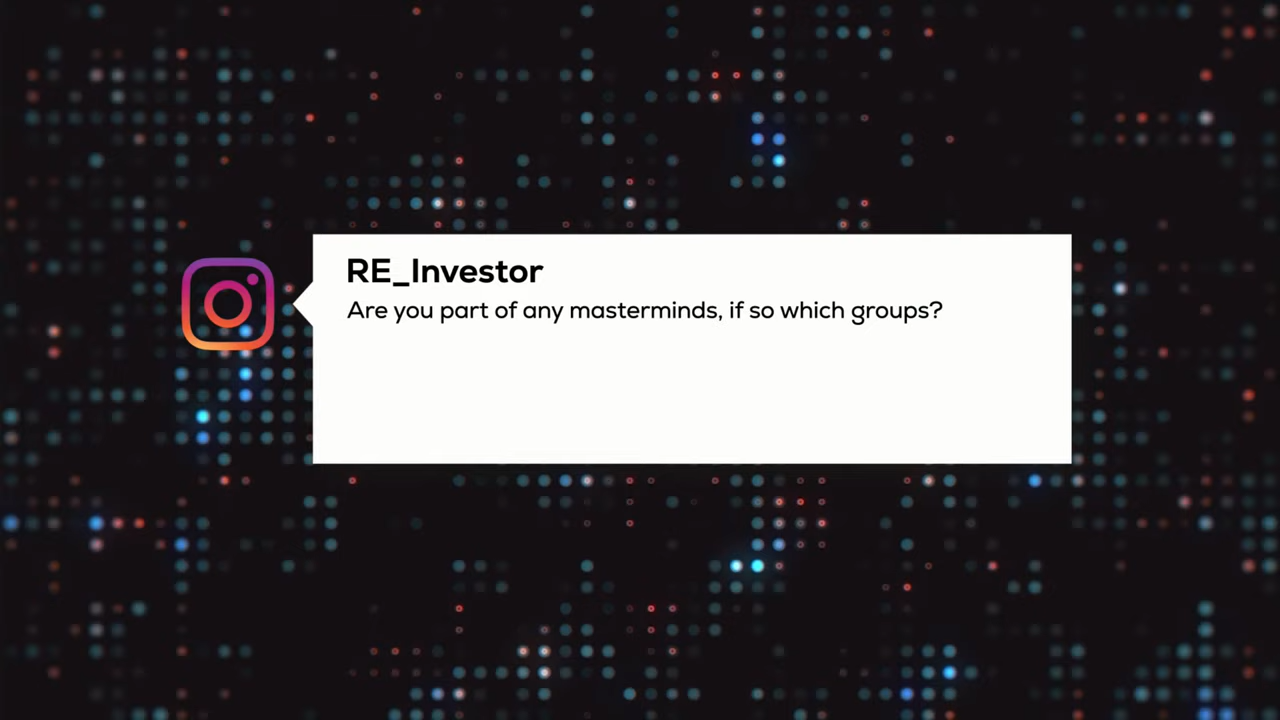 RE_Investor
Are you part of any masterminds, if so which groups?